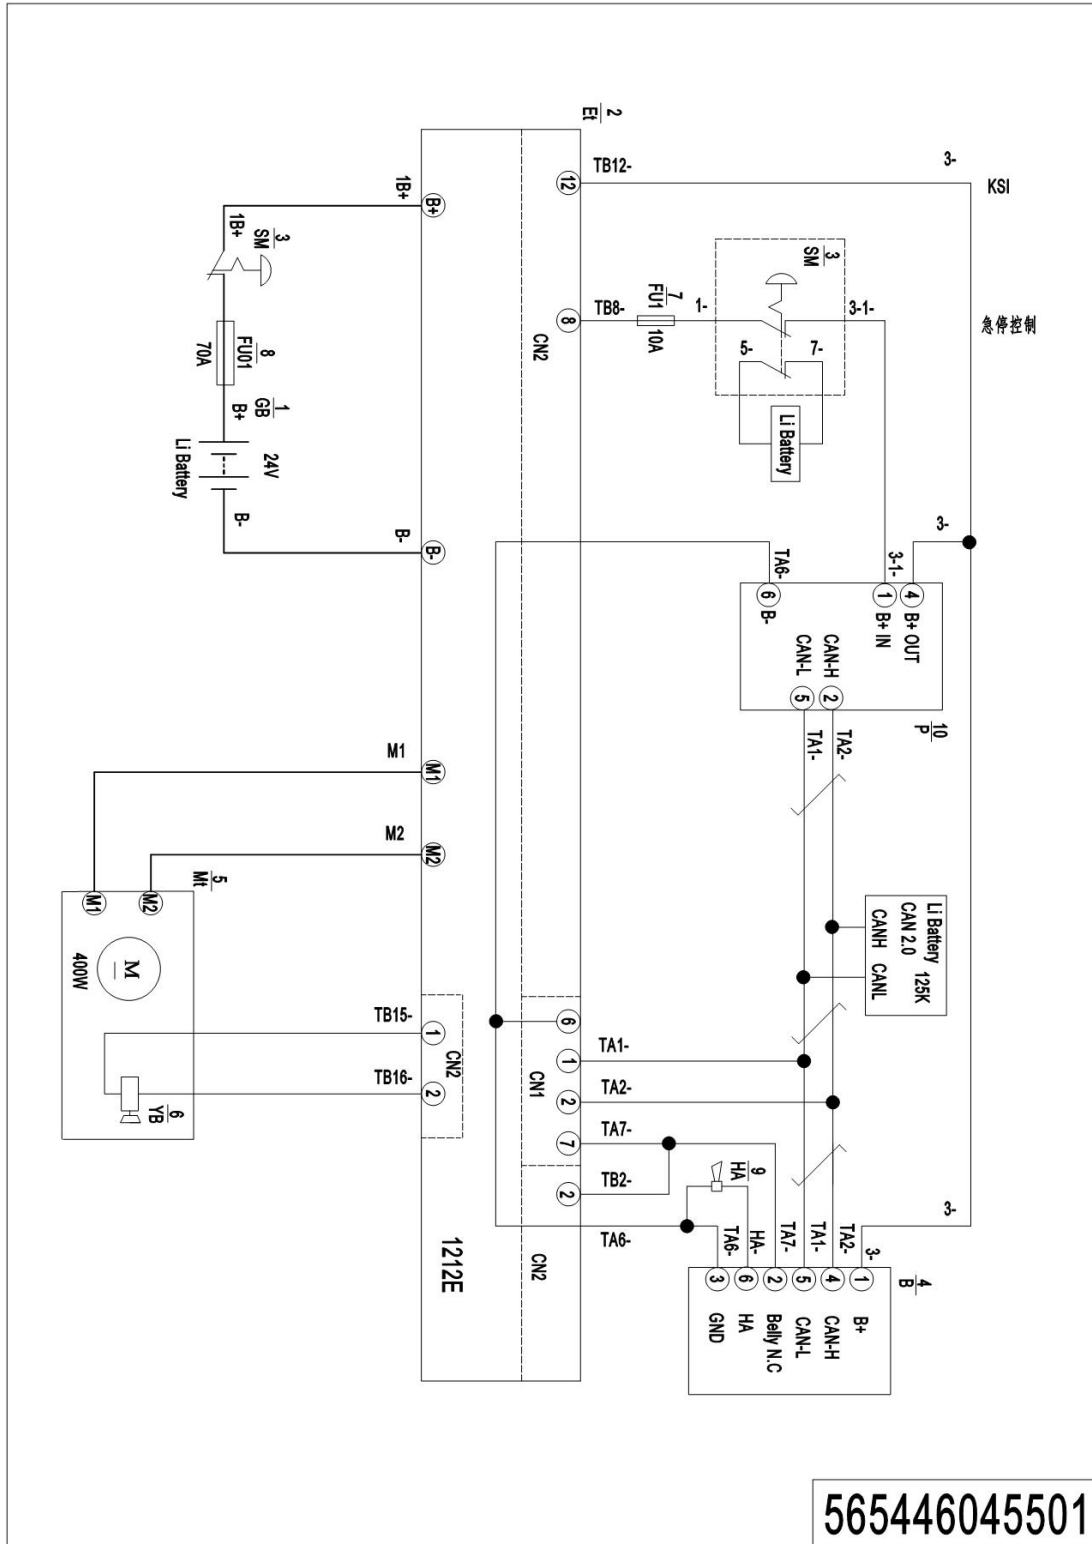 2
Et
TB12-
12
3-
KSI
1B+
B+
1B+
3
SM
8
FU01
70A
1
GB
B+
24V
Li Battery
B-
B-
B-
CN2
8
TB8-
7
FU1
10A
1-
3
SM
3-1-
5-
7-
Li Battery
急停控制
3-
3-1-
TA6-
6
1
4
B-
B+ IN
B+ OUT
CAN-L
CAN-H
5
2
10
P
TA1-
TA2-
M1
M1
M2
M2
5
Mt
M1
M2
M
400W
Li Battery
CAN 2.0
125K
CANH
CANL
TB15-
1
CN2
TB16-
2
6
YB
6
1
TA1-
CN1
2
TA2-
7
TA7-
2
TB2-
TA6-
CN2
1212E
9
HA
3-
TA6-
HA-
TA7-
TA1-
TA2-
3-
3
6
2
5
4
1
GND
HA
Belly N.C
CAN-L
CAN-H
B+
4
B
565446045501